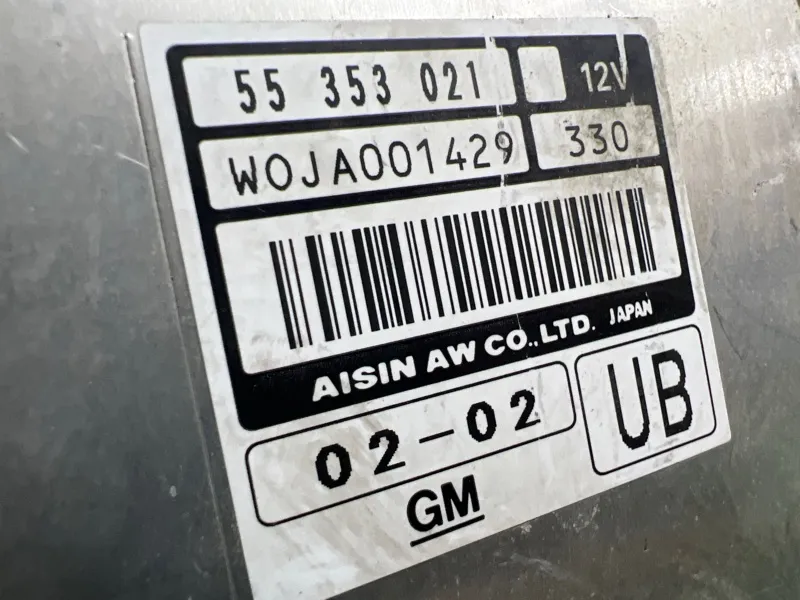 55 353 021 12V
WOJA001429 330
AISIN AW CO.,LTD. JAPAN
02-02 UB
GM